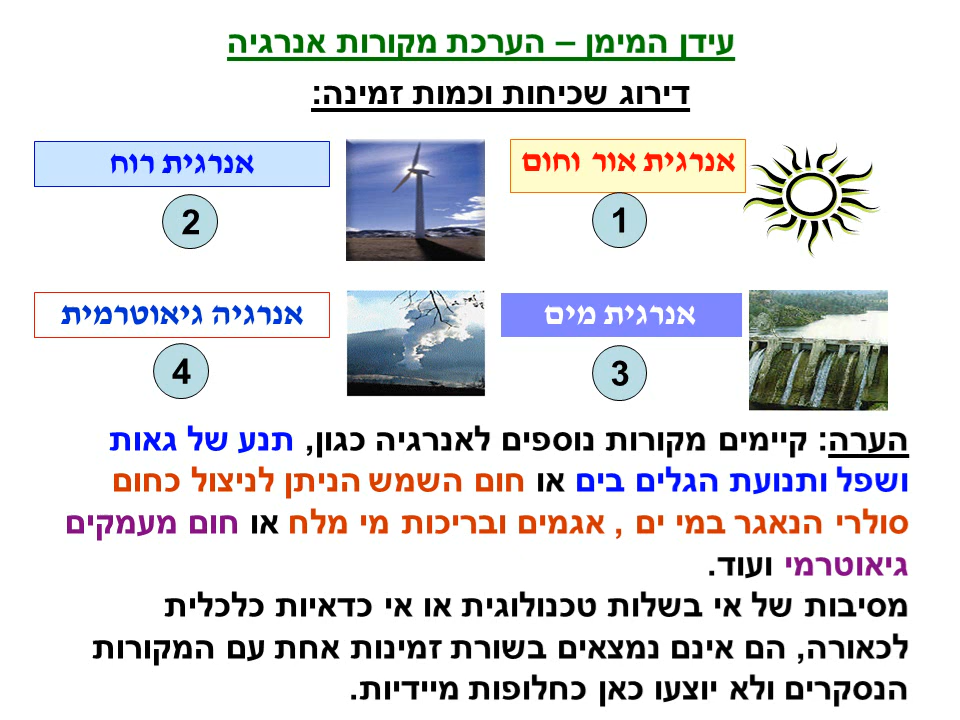 עידן המימן – הערכת מקורות אנרגיה
דירוג שכיחות וכמות זמינה:
אנרגית אור וחום
1
אנרגית רוח
2
אנרגית מים
3
אנרגיה גיאוטרמית
4
הערה: קיימים מקורות נוספים לאנרגיה כגון, תנע של גאות
ושפל ותנועת הגלים בים או חום השמש הניתן לניצול כחום
סולרי הנאגר במי ים , אגמים ובריכות מי מלח או חום מעמקים
גיאוטרמי ועוד.
מסיבות של אי בשלות טכנולוגית או אי כדאיות כלכלית
לכאורה, הם אינם נמצאים בשורת זמינות אחת עם המקורות
הנסקרים ולא יוצעו כאן כחלופות מיידיות.